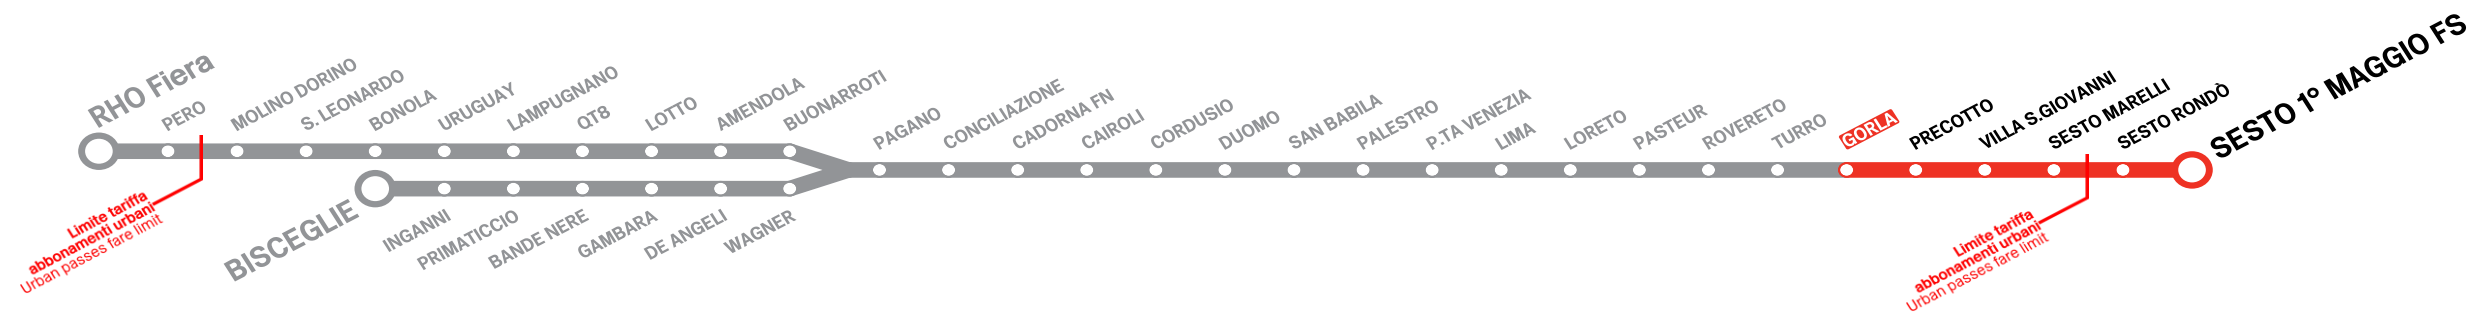 RHO Fiera
PERO
MOLINO DORINO
S. LEONARDO
BONOLA
URUGUAY
LAMPUGNANO
QT8
LOTTO
AMENDOLA
BUONARROTI
PAGANO
CONCILIAZIONE
CADORNA FN
CAIROLI
CORDUSIO
DUOMO
SAN BABILA
PALESTRO
P.TA VENEZIA
LIMA
LORETO
PASTEUR
ROVERETO
TURRO
GORLA
PRECOTTO
VILLA S.GIOVANNI
SESTO MARELLI
SESTO RONDÒ
SESTO 1° MAGGIO FS
Limite tariffa
abbonamenti urbani
Urban passes fare limit
BISCEGLIE
INGANNI
PRIMATICCIO
BANDE NERE
GAMBARA
DE ANGELI
WAGNER
Limite tariffa
abbonamenti urbani
Urban passes fare limit